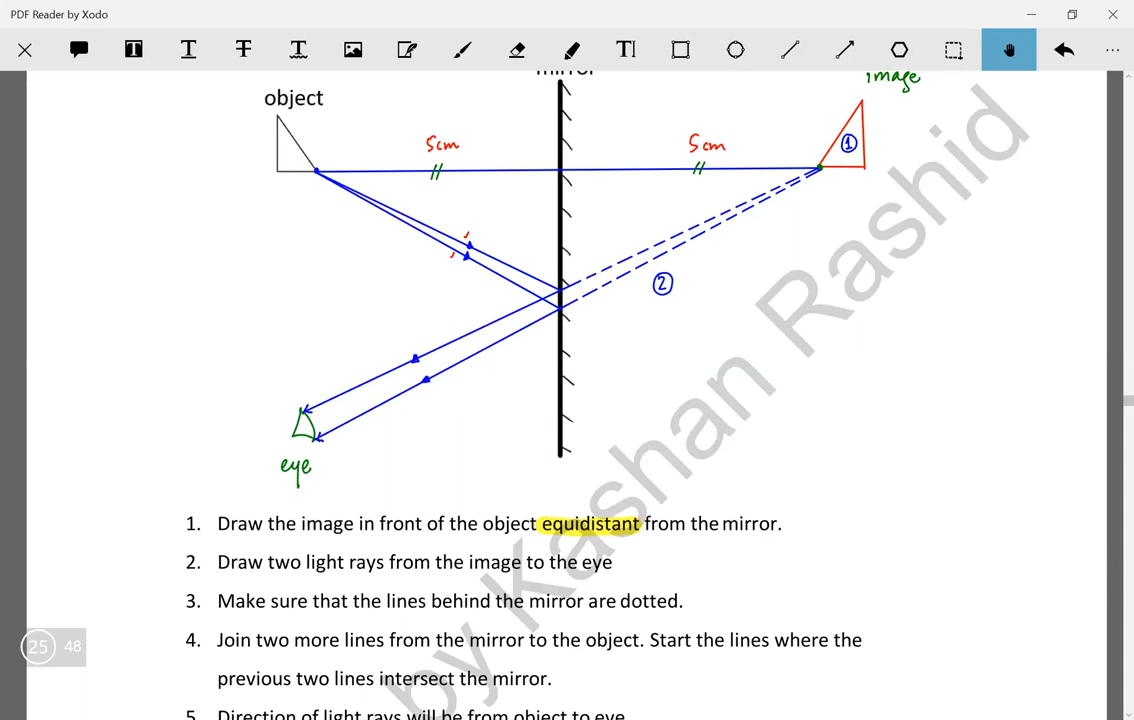 PDF Reader by Xodo
mirror
image
object
5cm
5cm
1
2
eye
1. Draw the image in front of the object equidistant from the mirror.
2. Draw two light rays from the image to the eye
3. Make sure that the lines behind the mirror are dotted.
4. Join two more lines from the mirror to the object. Start the lines where the
previous two lines intersect the mirror.
5. Direction of light rays will be from object to eye
25 48
by Kashan Rashid